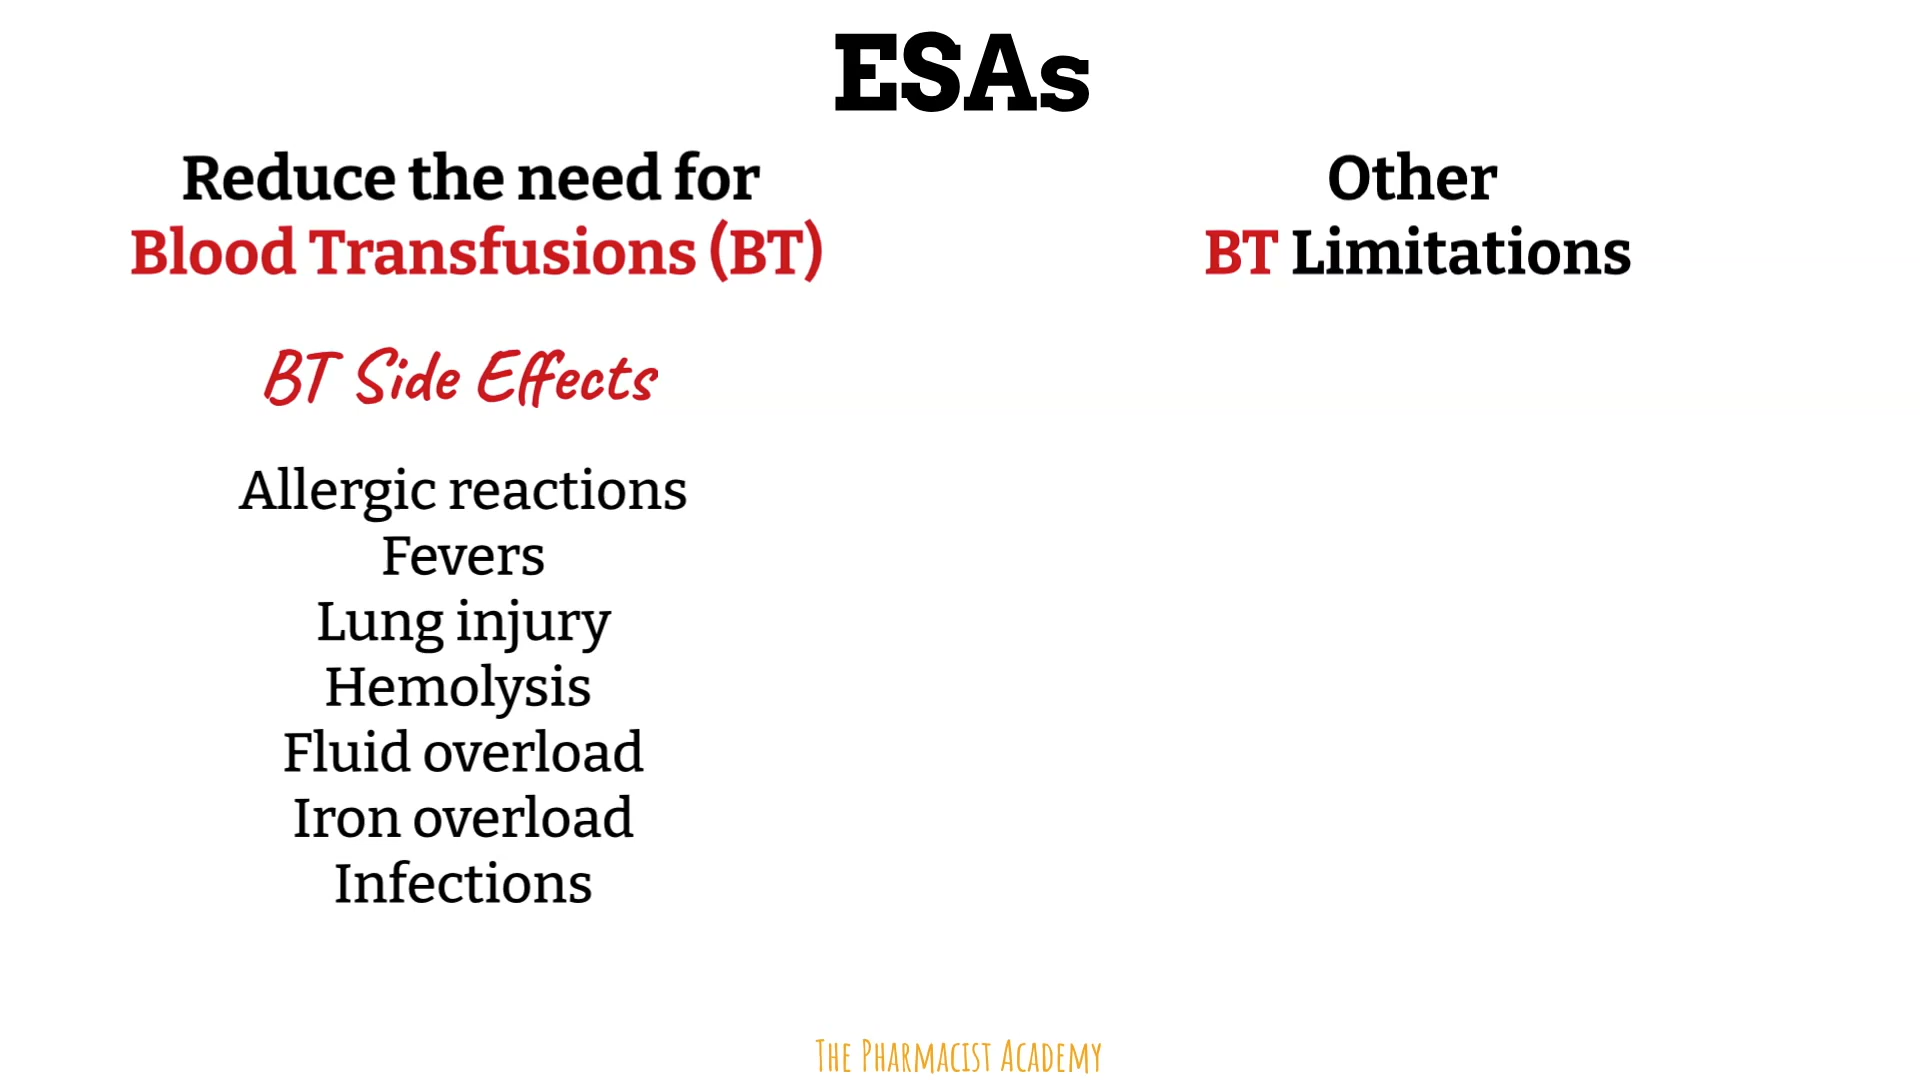 ESAs
Reduce the need for
Blood Transfusions (BT)
BT Side Effects
Allergic reactions
Fevers
Lung injury
Hemolysis
Fluid overload
Iron overload
Infections
Other
BT Limitations
The Pharmacist Academy